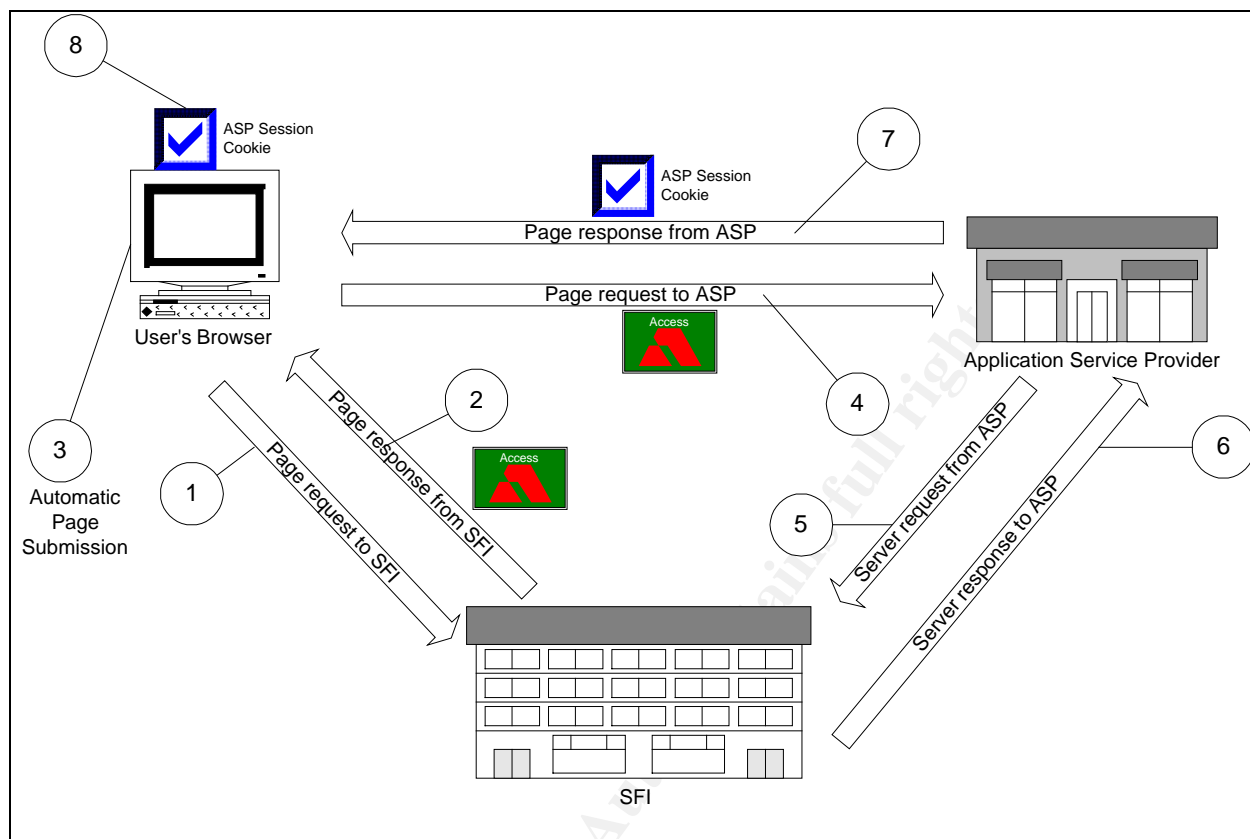 8
ASP Session
Cookie
7
ASP Session
Cookie
Page response from ASP
Page request to ASP
User's Browser
Access
Application Service Provider
2
4
3
Automatic
Page
Submission
1
Page request to SFI
Page response from SFI
Access
5
Server request from ASP
Server response to ASP
6
SFI
full right